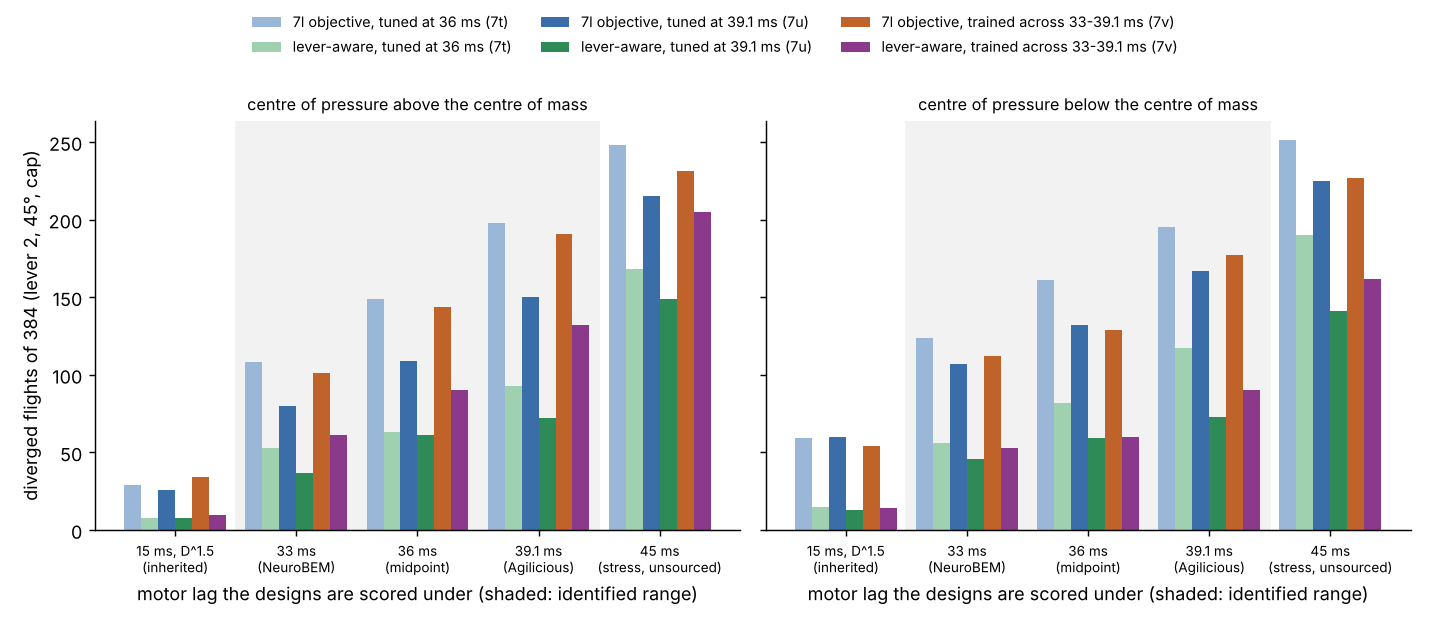 7l objective, tuned at 36 ms (7t)
7l objective, tuned at 39.1 ms (7u)
7l objective, trained across 33-39.1 ms (7v)
lever-aware, tuned at 36 ms (7t)
lever-aware, tuned at 39.1 ms (7u)
lever-aware, trained across 33-39.1 ms (7v)
centre of pressure above the centre of mass
centre of pressure below the centre of mass
diverged flights of 384 (lever 2, 45°, cap)
250
200
150
100
50
0
15 ms, D^1.5
(inherited)
33 ms
(NeuroBEM)
36 ms
(midpoint)
39.1 ms
(Agilicious)
45 ms
(stress, unsourced)
motor lag the designs are scored under (shaded: identified range)
15 ms, D^1.5
(inherited)
33 ms
(NeuroBEM)
36 ms
(midpoint)
39.1 ms
(Agilicious)
45 ms
(stress, unsourced)
motor lag the designs are scored under (shaded: identified range)